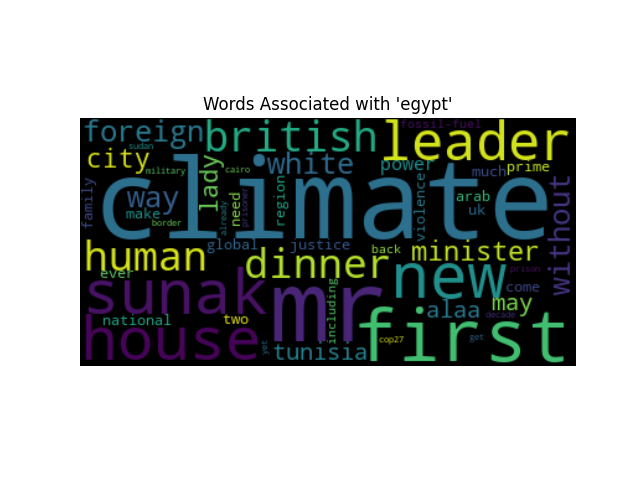 Words Associated with 'egypt'
foreign british leader fossil-fuel
sudan
city military lady cairo white power much prime
climate
family way make border already need prisoner region violence arab uk without
human global justice back minister
ever dinner new prison
sunak mr including come
national two alaa may decade
house yet tunisia cop27 first get